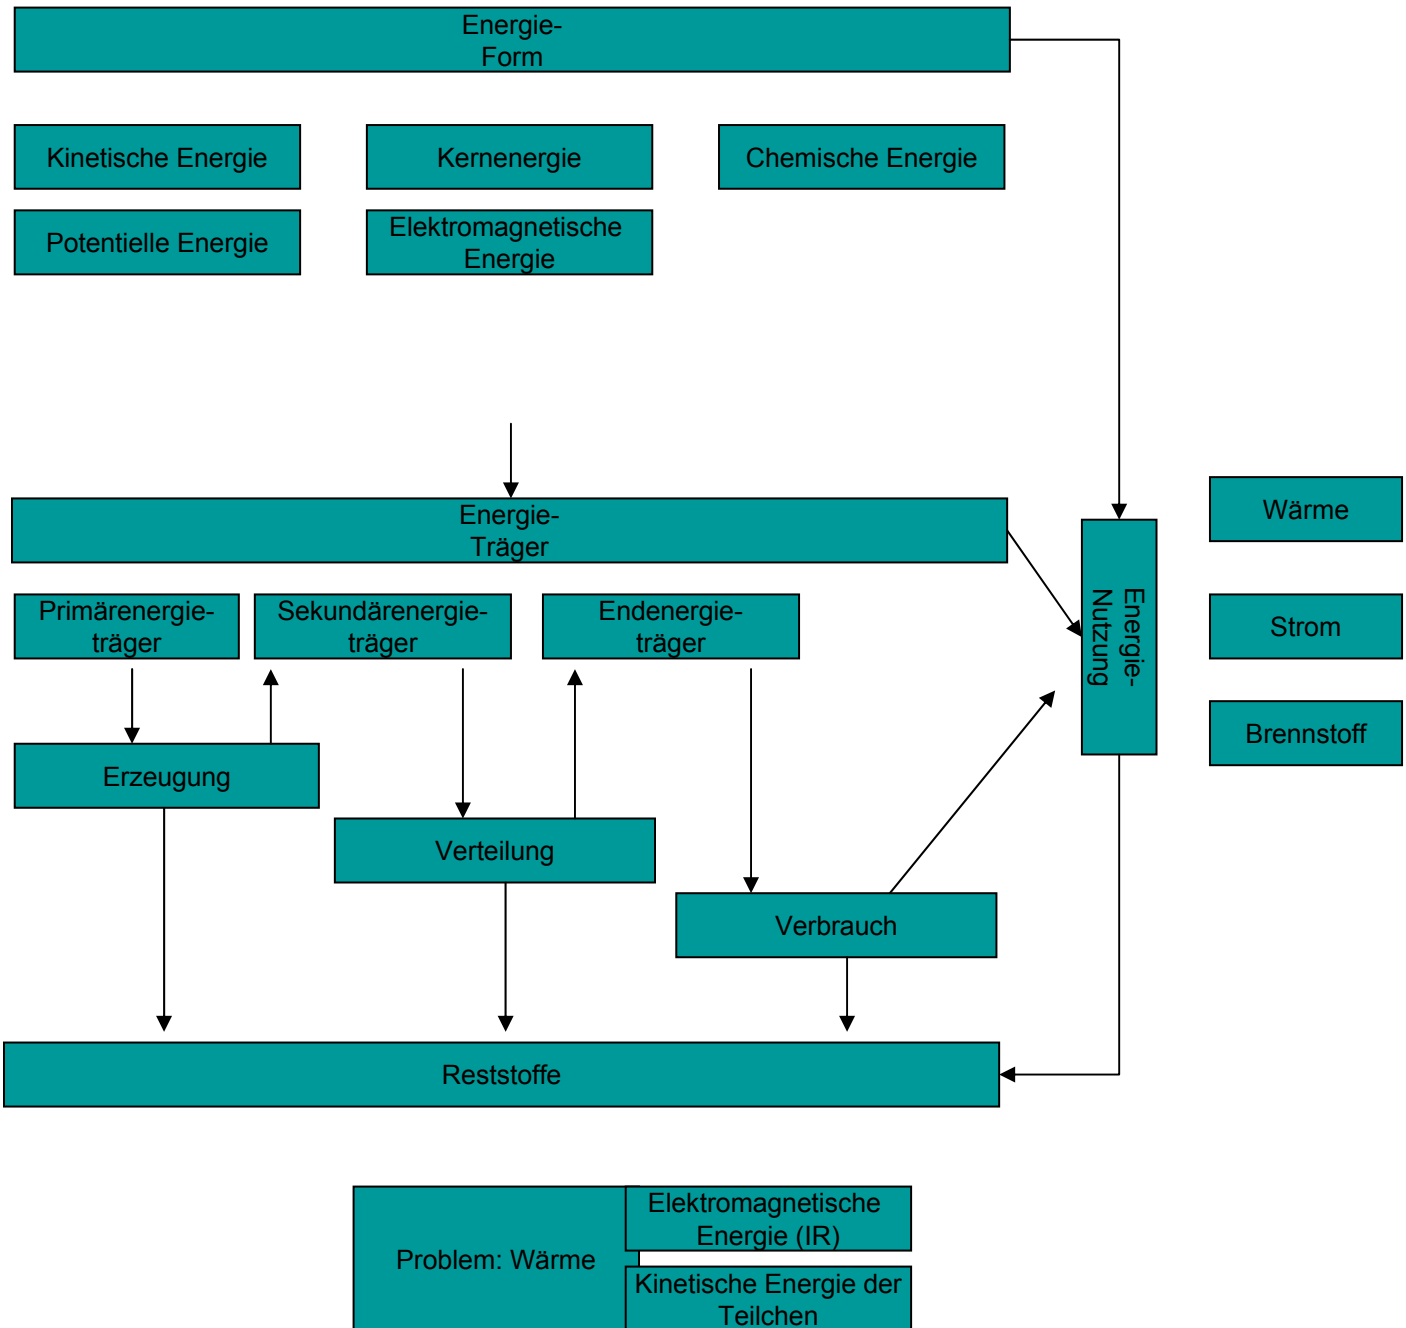 Energie-
Form
Kinetische Energie
Kernenergie
Chemische Energie
Potentielle Energie
Elektromagnetische
Energie
Energie-
Träger
Primärenergie-
träger
Sekundärenergie-
träger
Endenergie-
träger
Energie-
Nutzung
Wärme
Strom
Brennstoff
Erzeugung
Verteilung
Verbrauch
Reststoffe
Problem: Wärme
Elektromagnetische
Energie (IR)
Kinetische Energie der
Teilchen